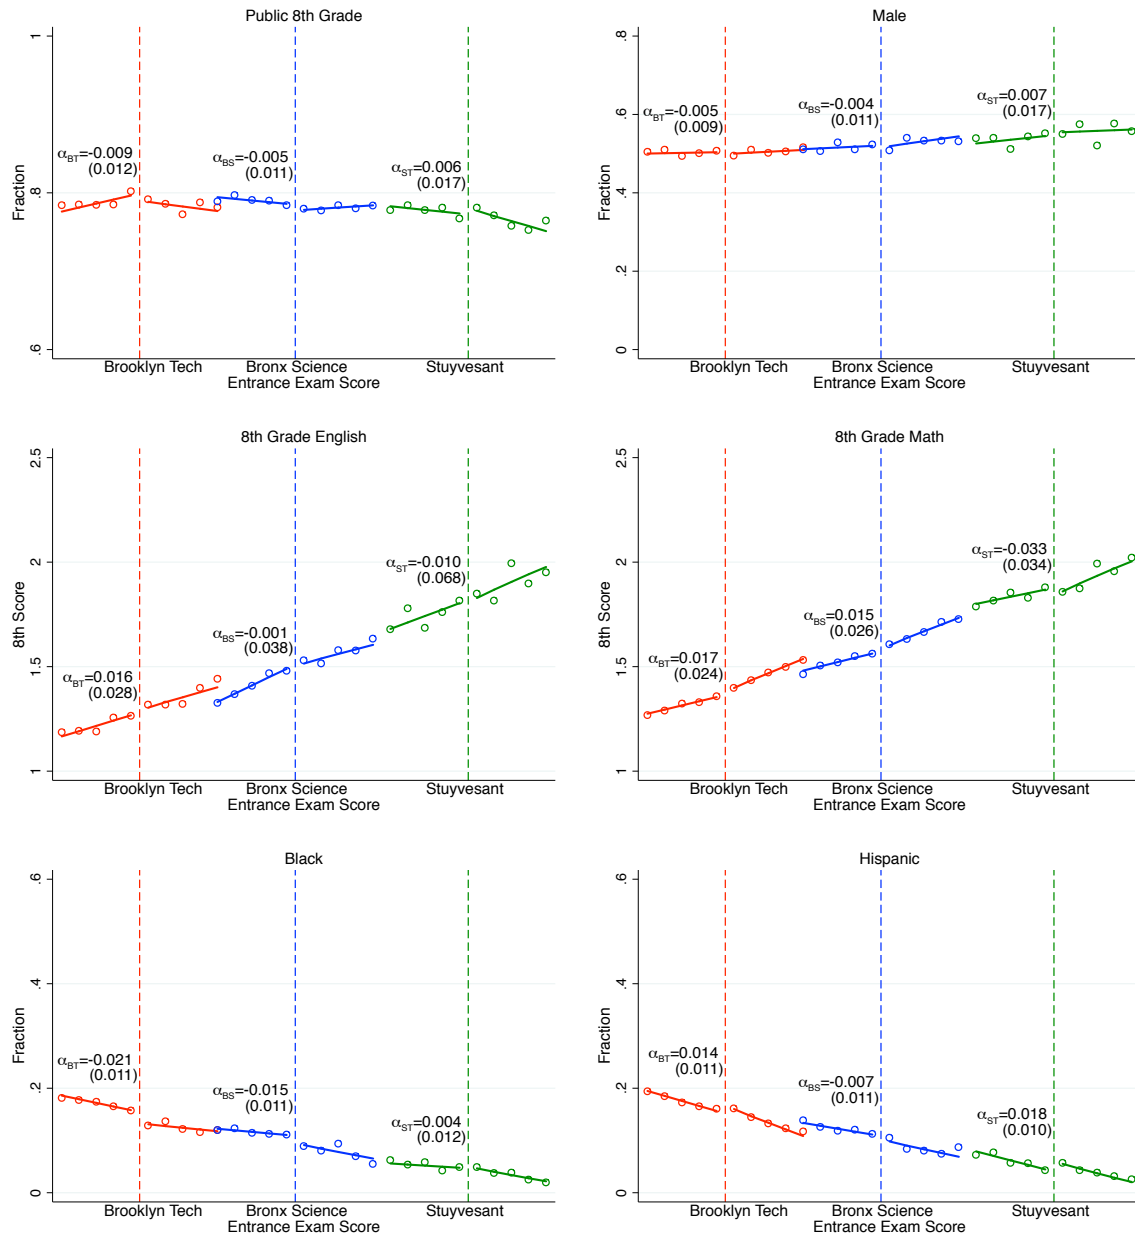 Public 8th Grade
Fraction
1
.8
.6
αBT=-0.009
(0.012)
αBS=-0.005
(0.011)
αST=0.006
(0.017)
Brooklyn Tech
Bronx Science
Stuyvesant
Entrance Exam Score
Male
Fraction
.8
.6
.4
.2
0
αBT=-0.005
(0.009)
αBS=-0.004
(0.011)
αST=0.007
(0.017)
Brooklyn Tech
Bronx Science
Stuyvesant
Entrance Exam Score
8th Grade English
8th Score
2.5
2
1.5
1
αBT=0.016
(0.028)
αBS=-0.001
(0.038)
αST=-0.010
(0.068)
Brooklyn Tech
Bronx Science
Stuyvesant
Entrance Exam Score
8th Grade Math
8th Score
2.5
2
1.5
1
αBT=0.017
(0.024)
αBS=0.015
(0.026)
αST=-0.033
(0.034)
Brooklyn Tech
Bronx Science
Stuyvesant
Entrance Exam Score
Black
Fraction
.6
.4
.2
0
αBT=-0.021
(0.011)
αBS=-0.015
(0.011)
αST=0.004
(0.012)
Brooklyn Tech
Bronx Science
Stuyvesant
Entrance Exam Score
Hispanic
Fraction
.6
.4
.2
0
αBT=0.014
(0.011)
αBS=-0.007
(0.011)
αST=0.018
(0.010)
Brooklyn Tech
Bronx Science
Stuyvesant
Entrance Exam Score